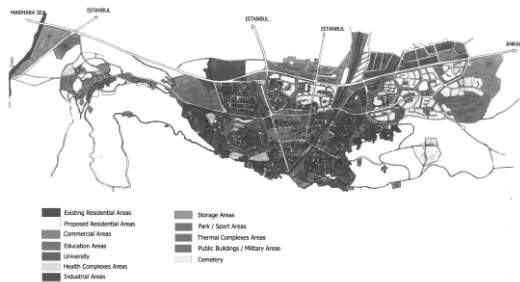 MARMARA SEA
ISTANBUL
ISTANBUL
ISTANBUL
ANKA
Existing Residential Areas
Proposed Residential Areas
Commercial Areas
Education Areas
University
Health Complexes Areas
Industrial Areas
Storage Areas
Park / Sport Areas
Thermal Complexes Areas
Public Buildings / Military Areas
Cemetery